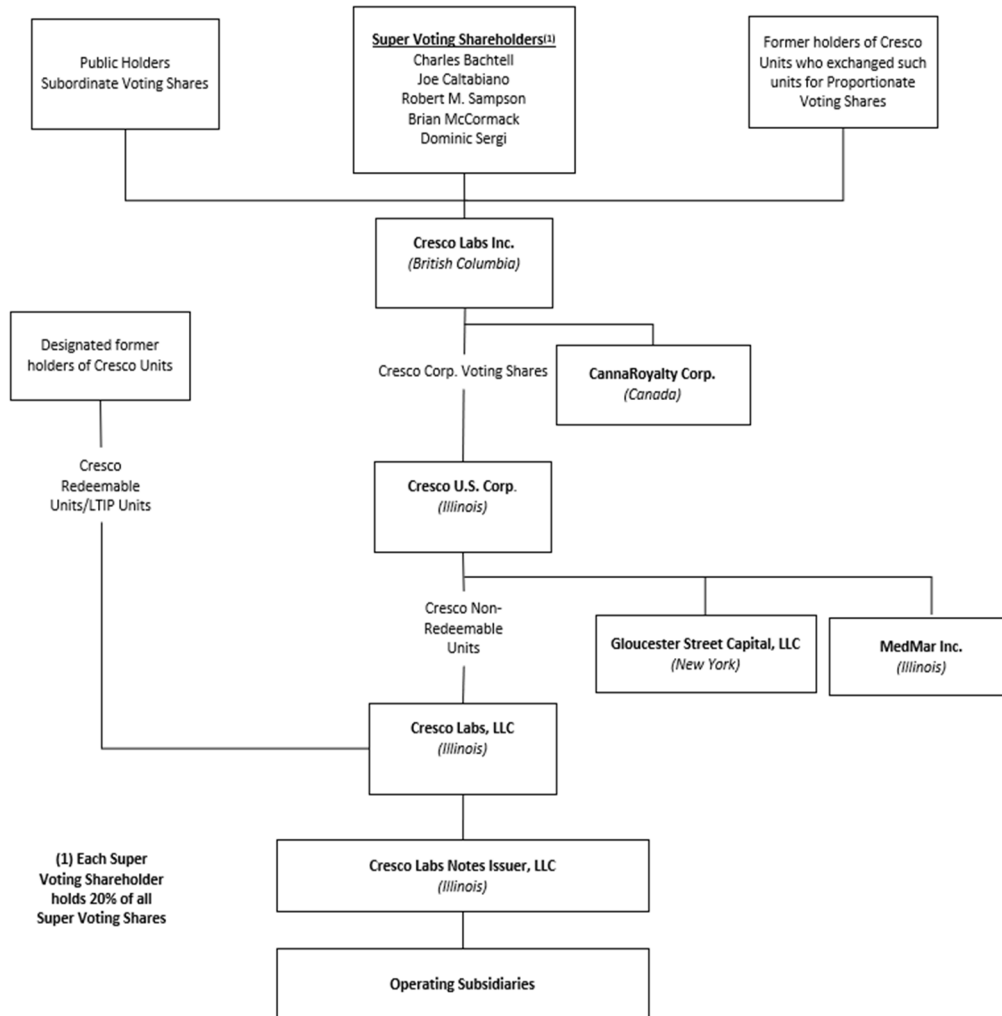 Public Holders
Subordinate Voting Shares
Super Voting Shareholders(1)
Charles Bachtell
Joe Caltabiano
Robert M. Sampson
Brian McCormack
Dominic Sergi
Former holders of Cresco
Units who exchanged such
units for Proportionate
Voting Shares
Cresco Labs Inc.
(British Columbia)
Designated former
holders of Cresco Units
Cresco Corp. Voting Shares
CannaRoyalty Corp.
(Canada)
Cresco
Redeemable
Units/LTIP Units
Cresco U.S. Corp.
(Illinois)
Cresco Non-
Redeemable
Units
Gloucester Street Capital, LLC
(New York)
MedMar Inc.
(Illinois)
Cresco Labs, LLC
(Illinois)
(1) Each Super
Voting Shareholder
holds 20% of all
Super Voting Shares
Cresco Labs Notes Issuer, LLC
(Illinois)
Operating Subsidiaries